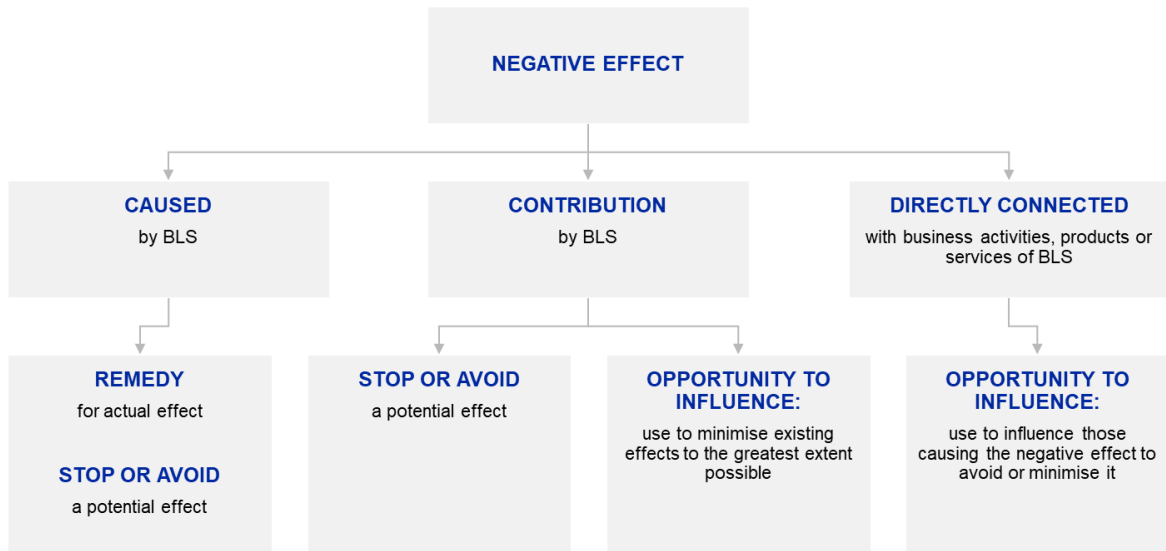 NEGATIVE EFFECT
CAUSED
by BLS
CONTRIBUTION
by BLS
DIRECTLY CONNECTED
with business activities, products or
services of BLS
REMEDY
for actual effect
STOP OR AVOID
a potential effect
STOP OR AVOID
a potential effect
OPPORTUNITY TO
INFLUENCE:
use to minimise existing
effects to the greatest extent
possible
OPPORTUNITY TO
INFLUENCE:
use to influence those
causing the negative effect to
avoid or minimise it